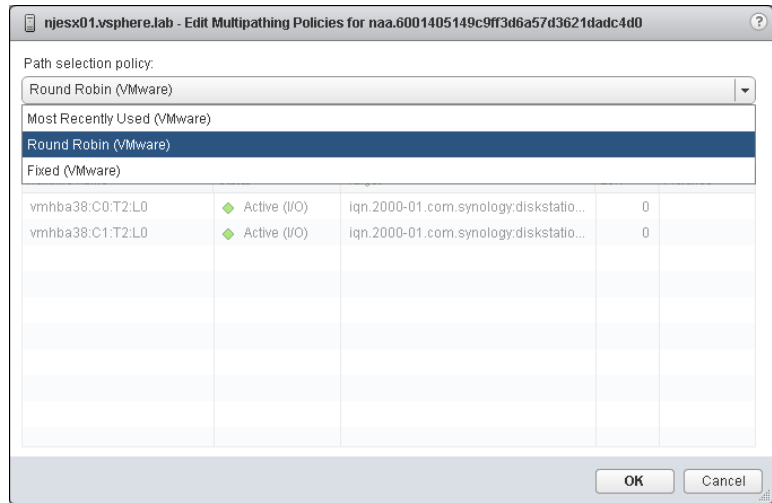 njesx01.vsphere.lab - Edit Multipathing Policies for naa.6001405149c9ff3d6a57d3621dadc4d0 ?
Path selection policy:
Round Robin (VMware)
Most Recently Used (VMware)
Round Robin (VMware)
Fixed (VMware)
vmhba38:C0:T2:L0 Active (I/O) iqn.2000-01.com.synology:diskstatio... 0
vmhba38:C1:T2:L0 Active (I/O) iqn.2000-01.com.synology:diskstatio... 0
OK Cancel